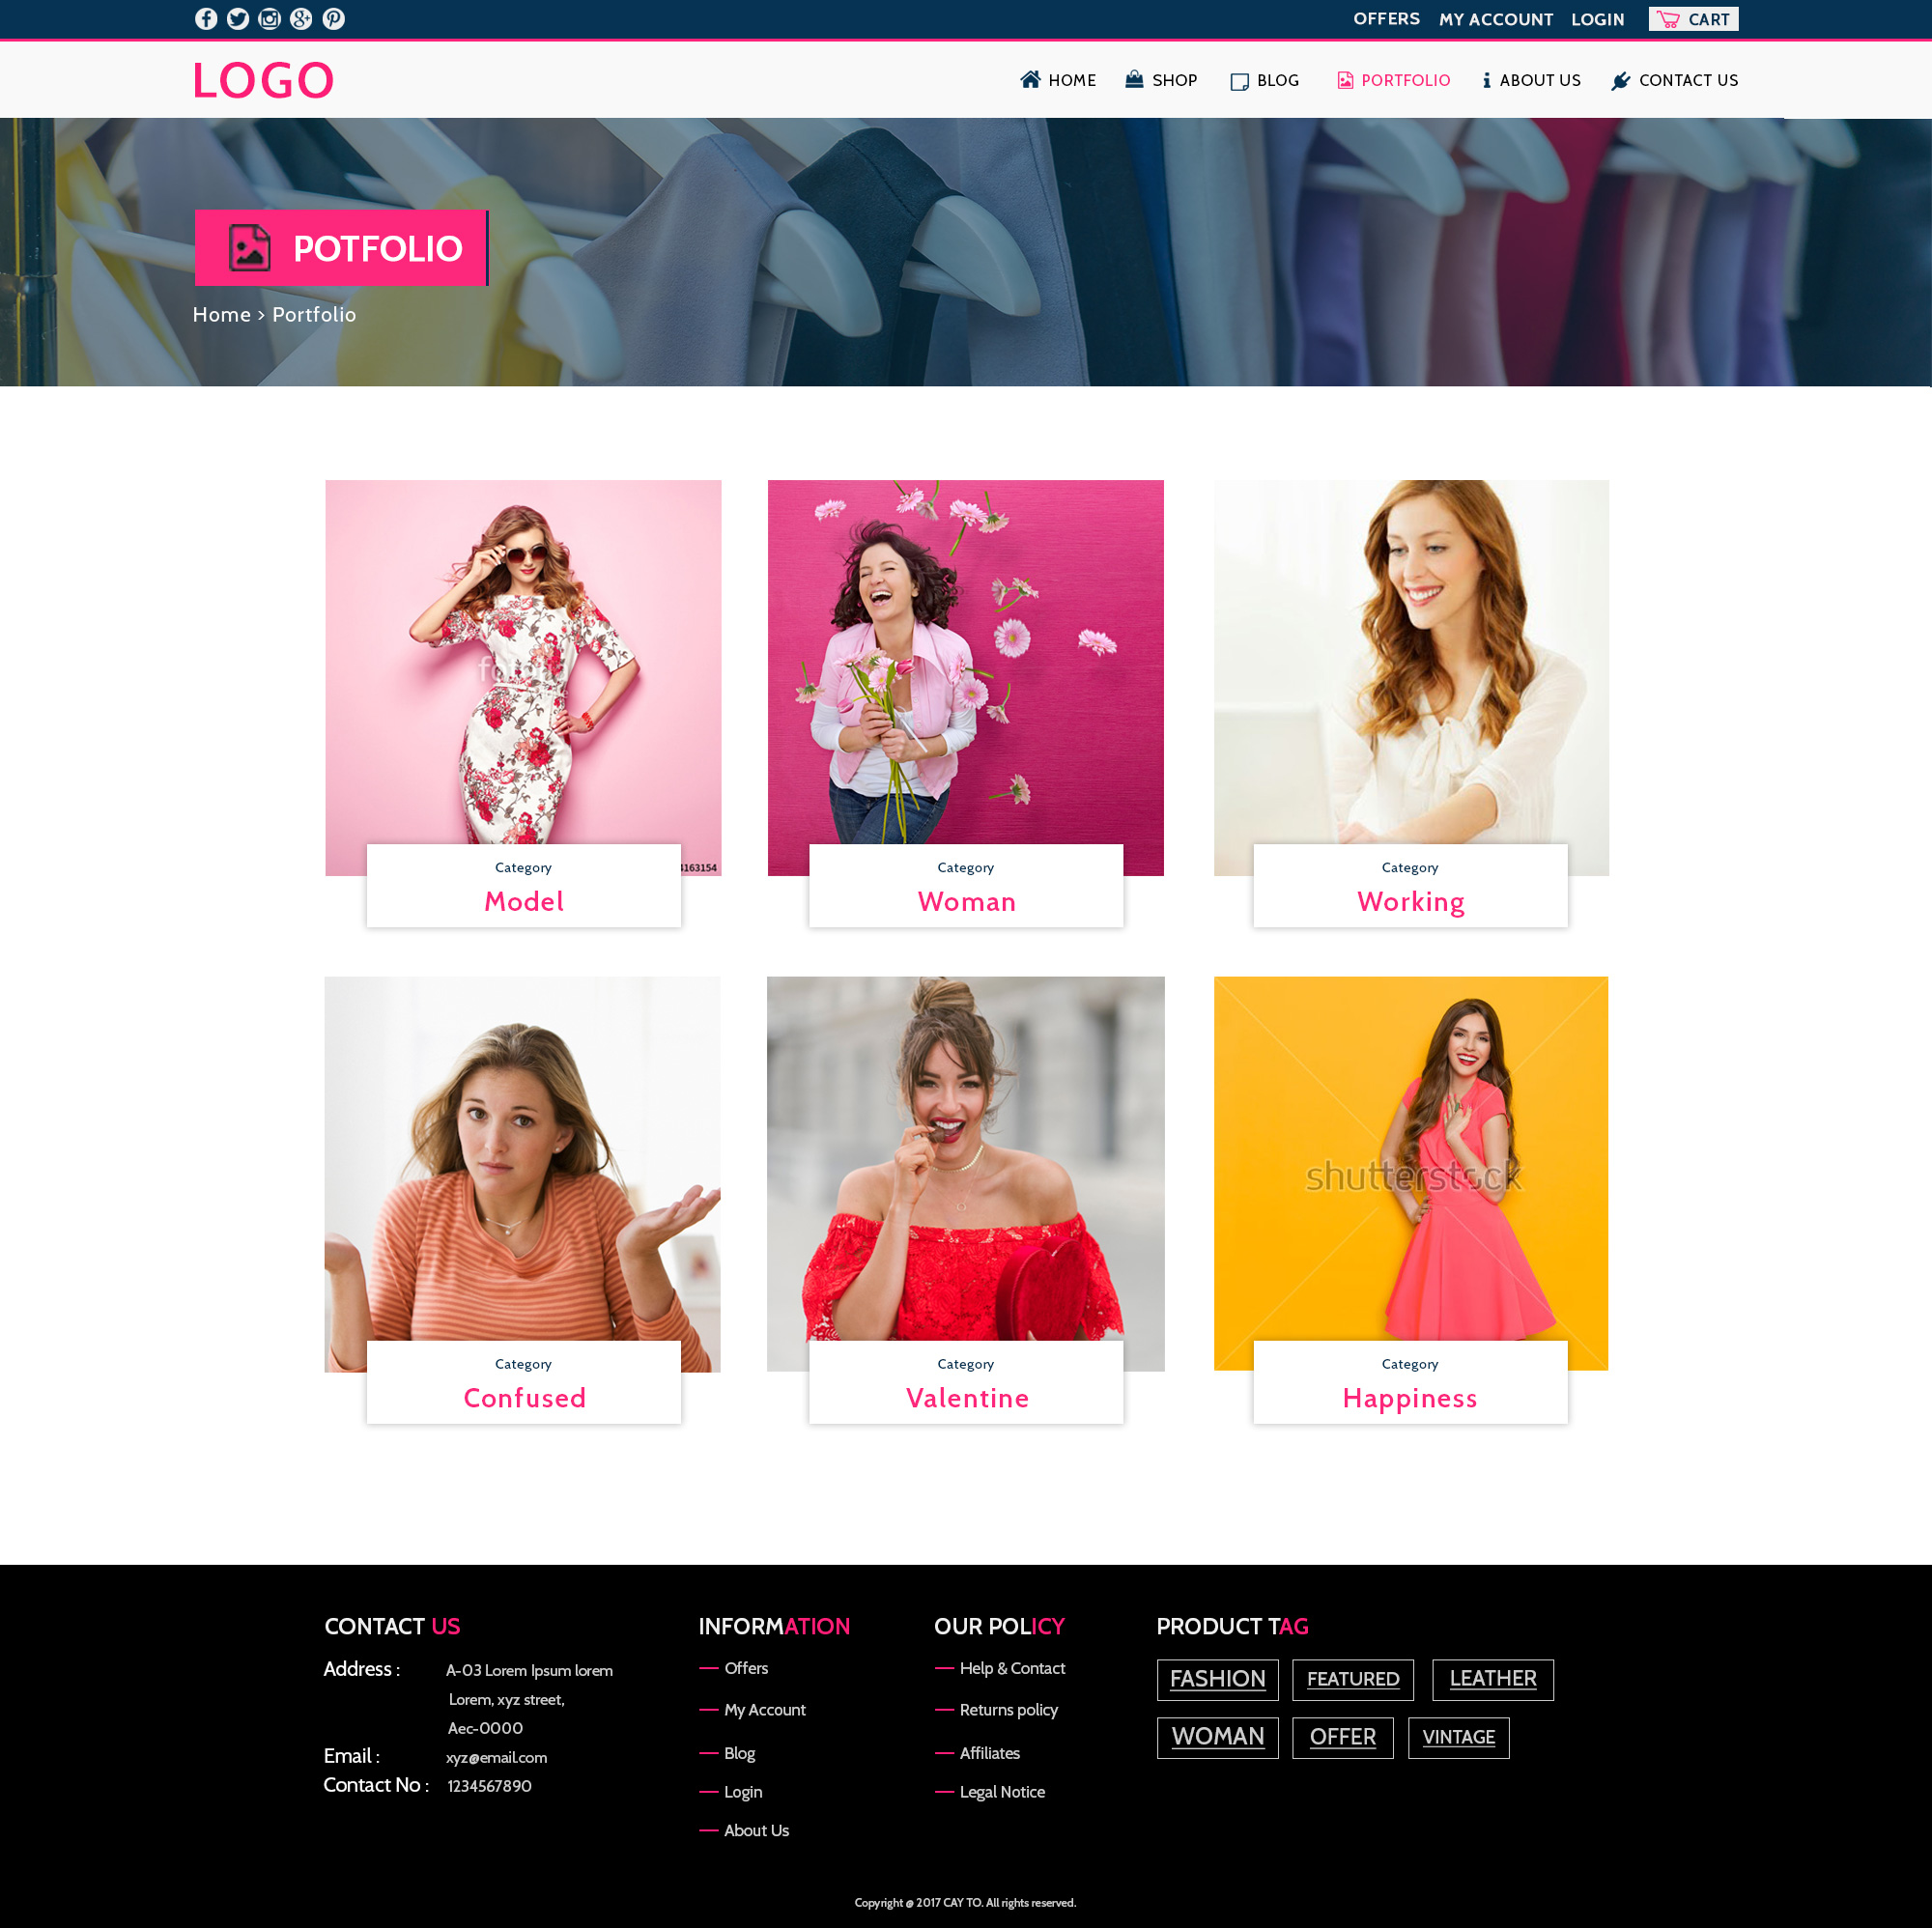 OFFERS MY ACCOUNT LOGIN CART
LOGO
HOME SHOP BLOG PORTFOLIO ABOUT US CONTACT US
POTFOLIO
Home > Portfolio
4163154
Category
Model
Category
Woman
Category
Working
shutterstock
Category
Confused
Category
Valentine
Category
Happiness
CONTACT US
Address : A-03 Lorem Ipsum lorem
Lorem, xyz street,
Aec-0000
Email : xyz@email.com
Contact No : 1234567890
INFORMATION
Offers
My Account
Blog
Login
About Us
OUR POLICY
Help & Contact
Returns policy
Affiliates
Legal Notice
PRODUCT TAG
FASHION FEATURED LEATHER
WOMAN OFFER VINTAGE
Copyright @ 2017 CAY TO. All rights reserved.